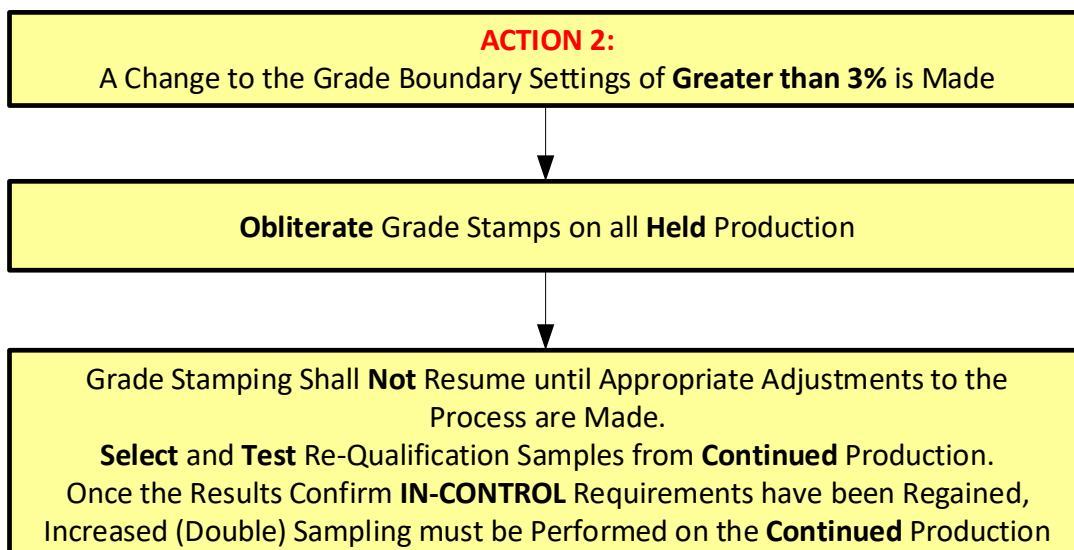 ACTION 2:
A Change to the Grade Boundary Settings of Greater than 3% is Made
Obliterate Grade Stamps on all Held Production
Grade Stamping Shall Not Resume until Appropriate Adjustments to the
Process are Made.
Select and Test Re-Qualification Samples from Continued Production.
Once the Results Confirm IN-CONTROL Requirements have been Regained,
Increased (Double) Sampling must be Performed on the Continued Production